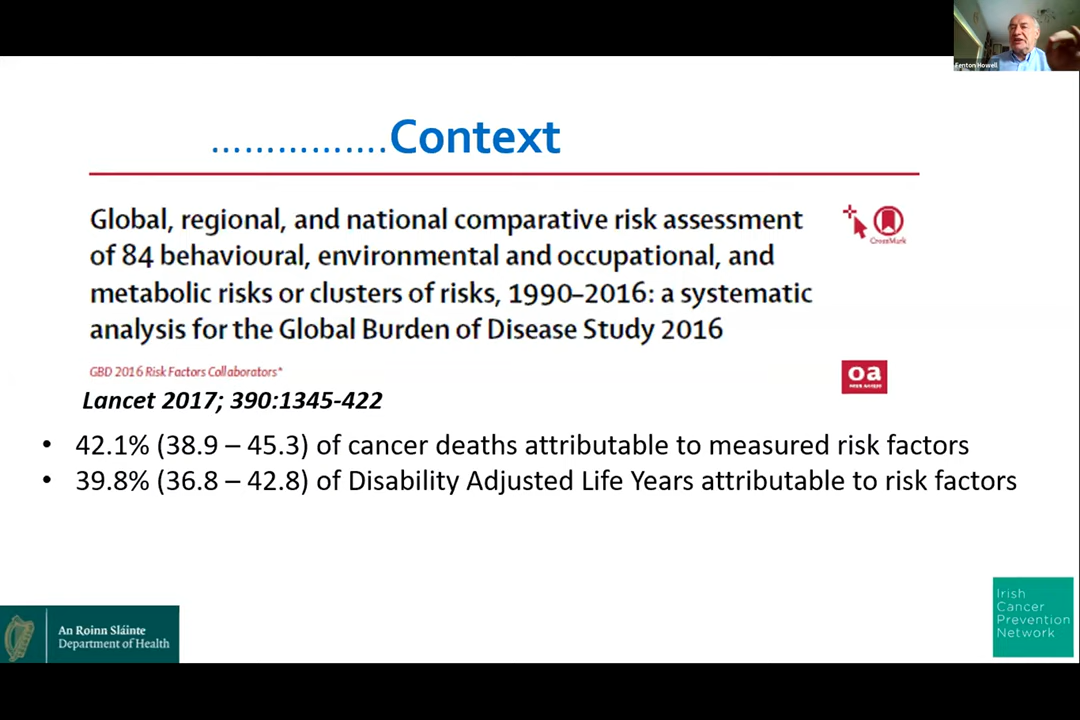 Fenton Howell
...............Context
Global, regional, and national comparative risk assessment
of 84 behavioural, environmental and occupational, and
metabolic risks or clusters of risks, 1990–2016: a systematic
analysis for the Global Burden of Disease Study 2016
CrossMark
GBD 2016 Risk Factors Collaborators*
oa
Lancet 2017; 390:1345-422
• 42.1% (38.9 – 45.3) of cancer deaths attributable to measured risk factors
• 39.8% (36.8 – 42.8) of Disability Adjusted Life Years attributable to risk factors
An Roinn Sláinte
Department of Health
Irish
Cancer
Prevention
Network